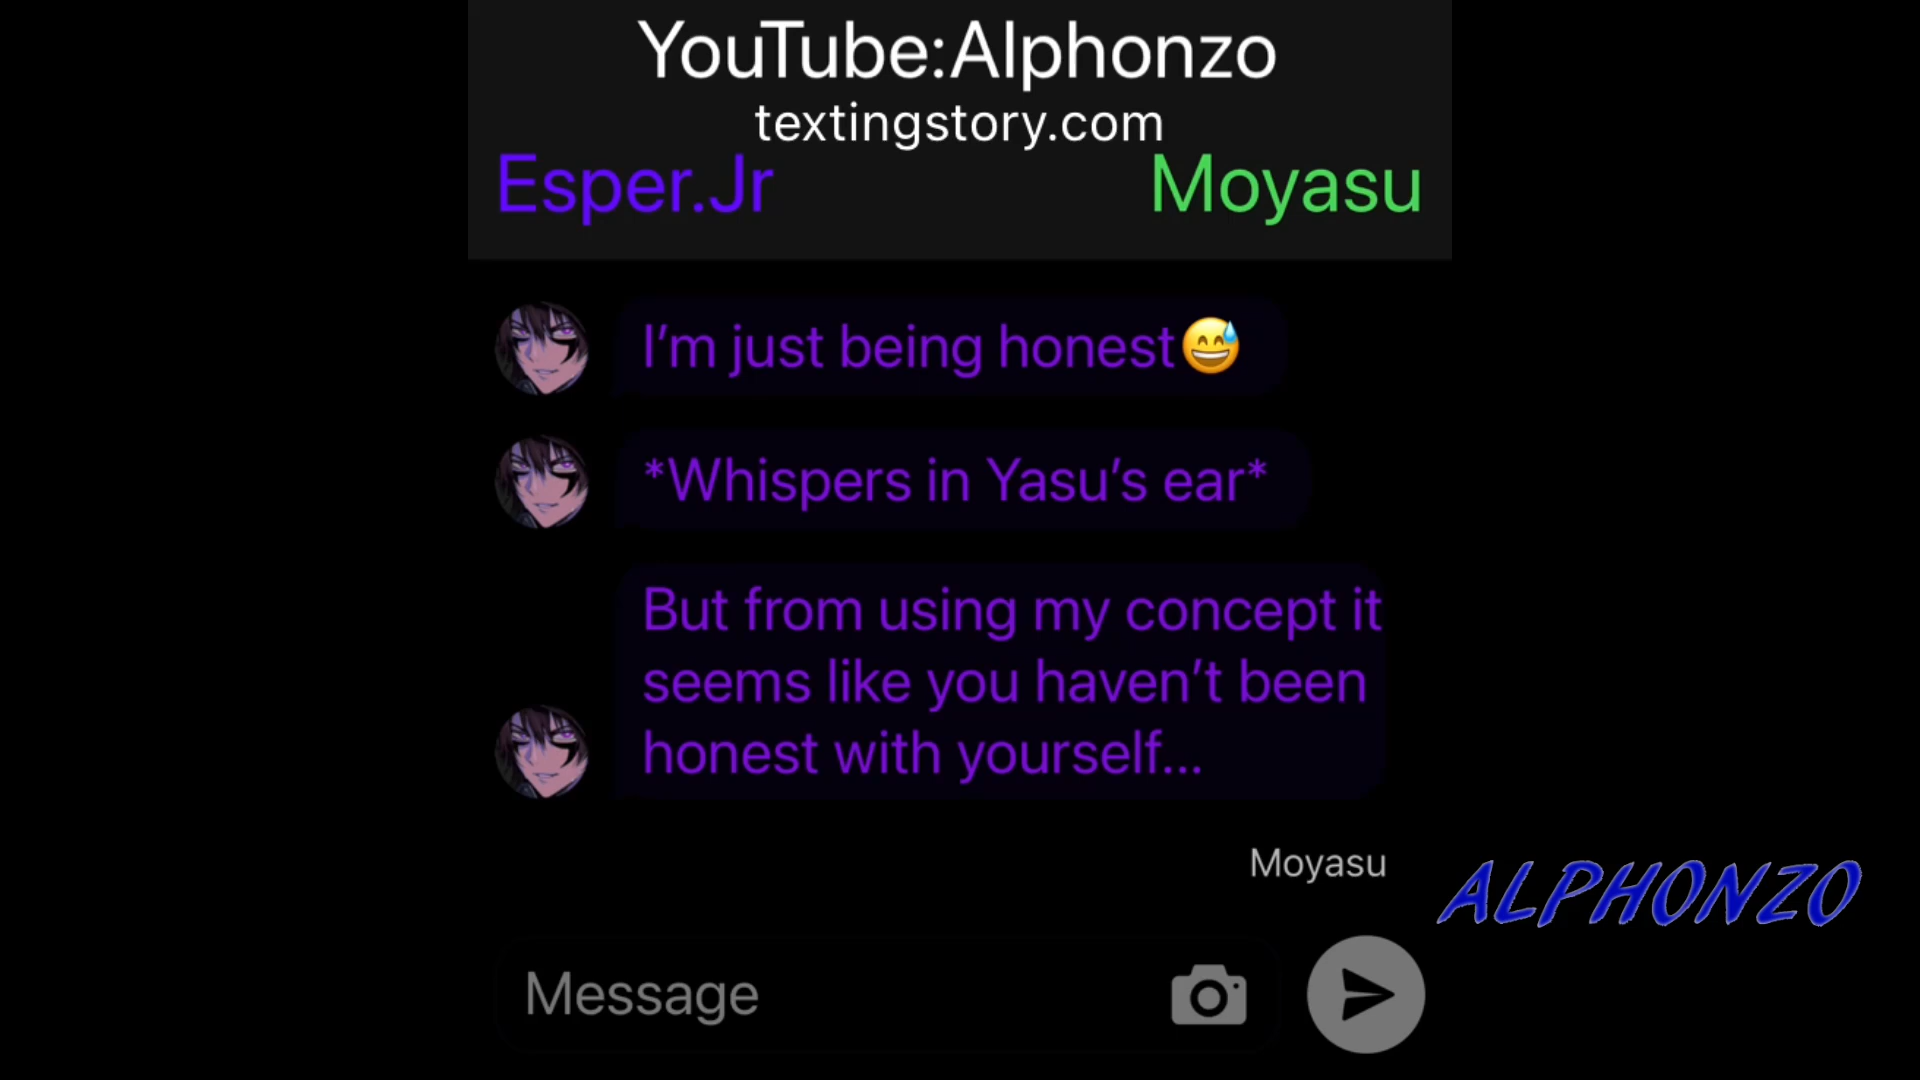 YouTube:Alphonzo
textingstory.com
Esper.Jr
Moyasu
I’m just being honest😅
*Whispers in Yasu’s ear*
But from using my concept it
seems like you haven’t been
honest with yourself...
Moyasu
ALPHONZO
Message